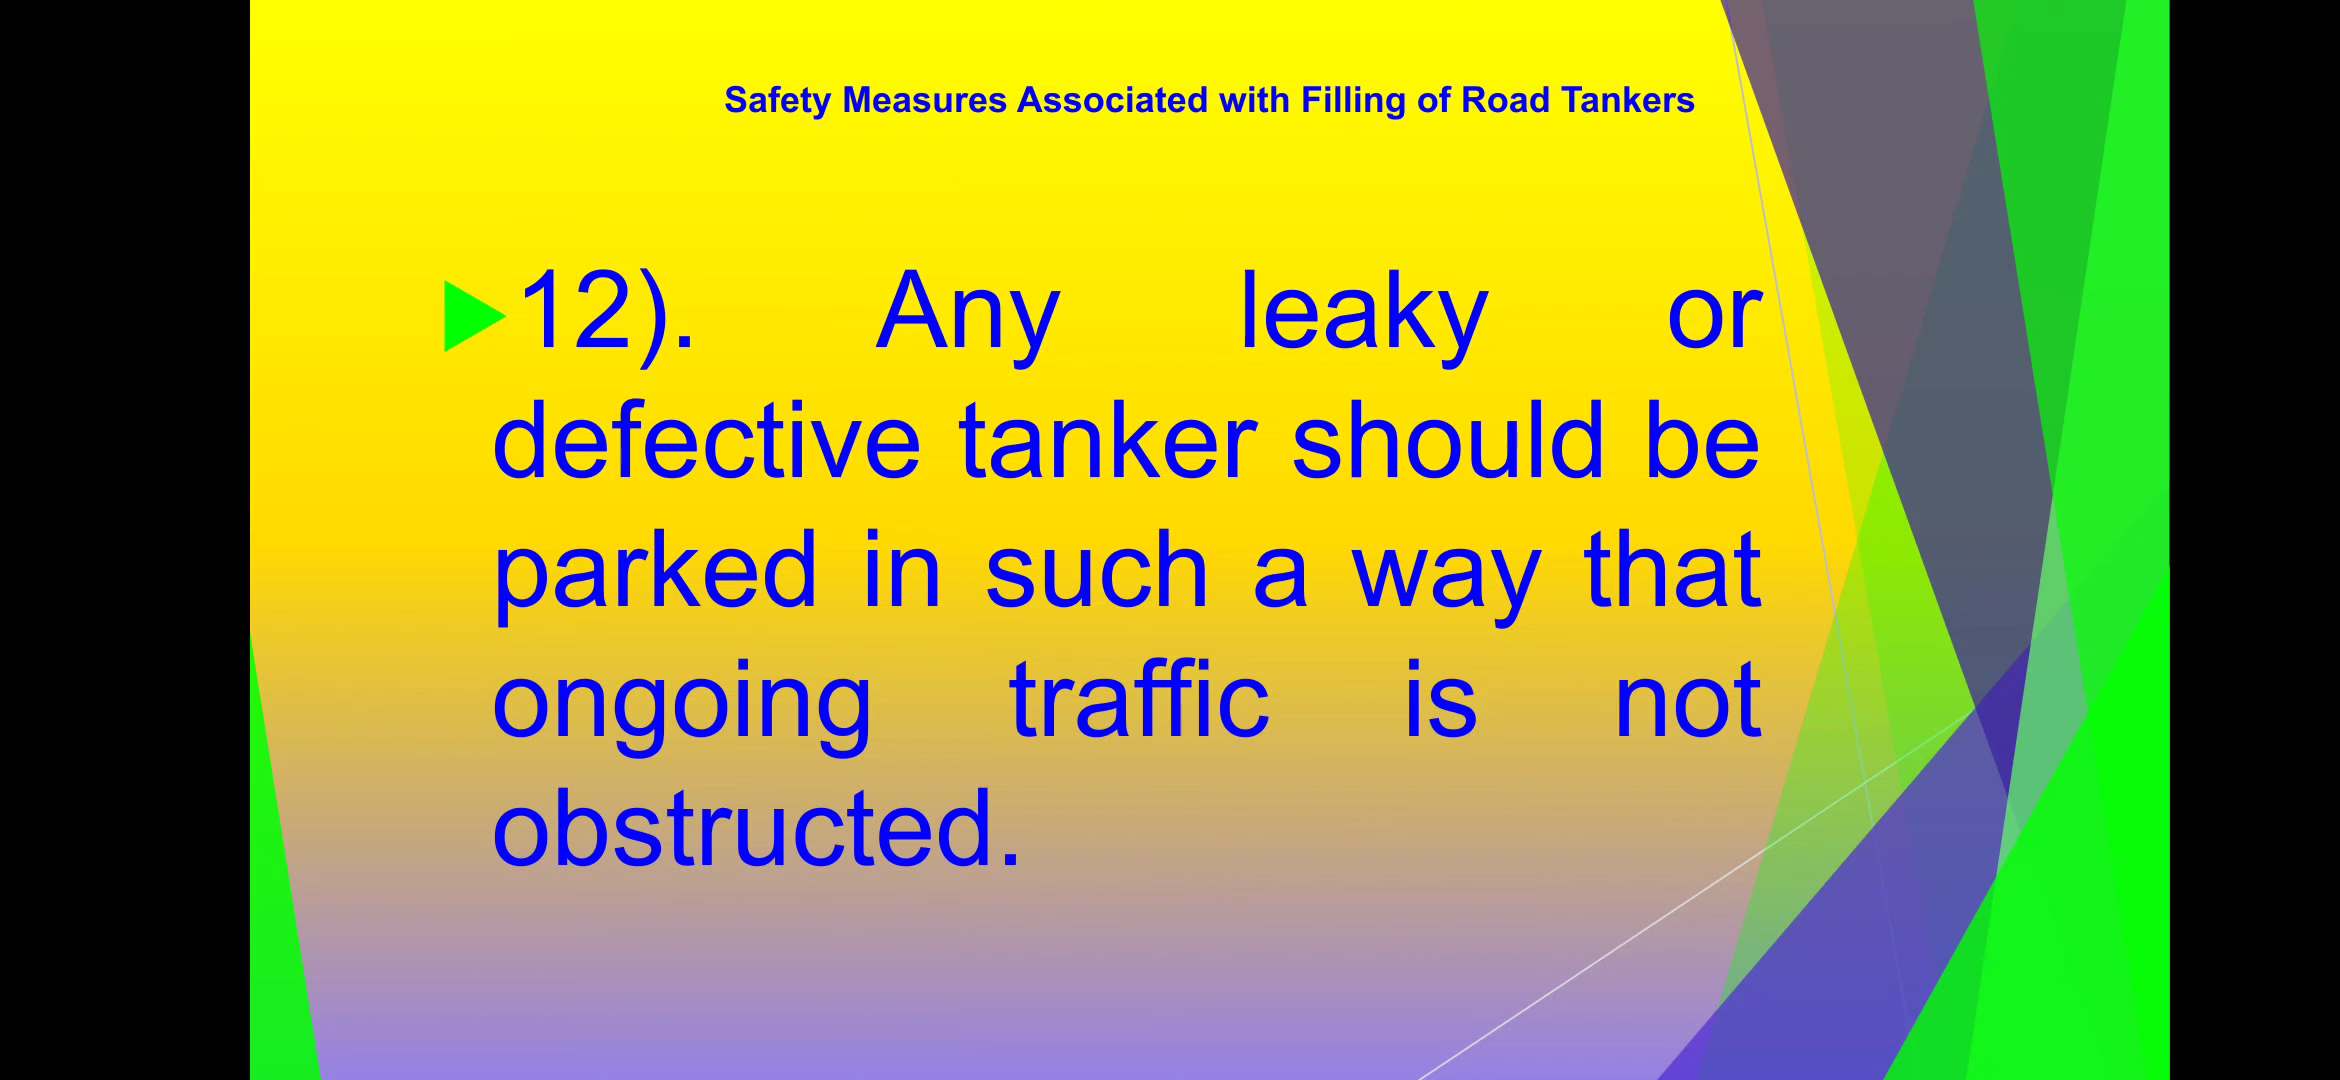 Safety Measures Associated with Filling of Road Tankers
12). Any leaky or
defective tanker should be
parked in such a way that
ongoing traffic is not
obstructed.